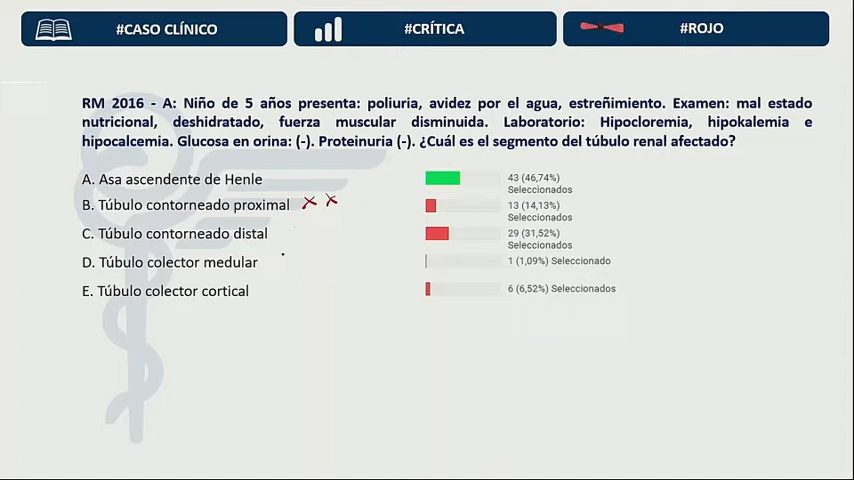 #CASO CLÍNICO
#CRÍTICA
#ROJO
RM 2016 - A: Niño de 5 años presenta: poliuria, avidez por el agua, estreñimiento. Examen: mal estado
nutricional, deshidratado, fuerza muscular disminuida. Laboratorio: Hipocloremia, hipokalemia e
hipocalcemia. Glucosa en orina: (-). Proteinuria (-). ¿Cuál es el segmento del túbulo renal afectado?
A. Asa ascendente de Henle
43 (46,74%)
Seleccionados
B. Túbulo contorneado proximal
13 (14,13%)
Seleccionados
C. Túbulo contorneado distal
29 (31,52%)
Seleccionados
D. Túbulo colector medular
1 (1,09%) Seleccionado
E. Túbulo colector cortical
6 (6,52%) Seleccionados